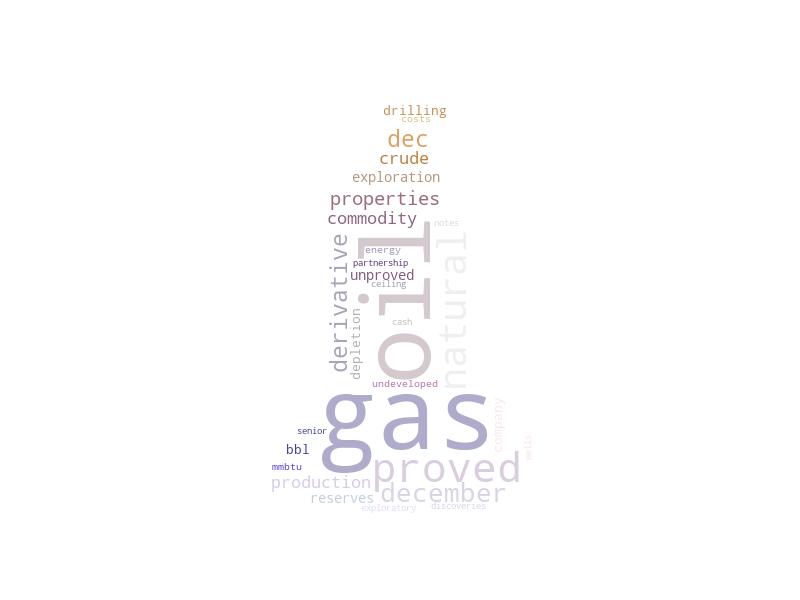 drilling
costs
dec
crude
exploration
properties
commodity
notes
oil
natural
derivative
energy
partnership
unproved
ceiling
depletion
cash
undeveloped
gas
company
senior
wells
bbl
mmbtu
proved
production
december
reserves
exploratory
discoveries